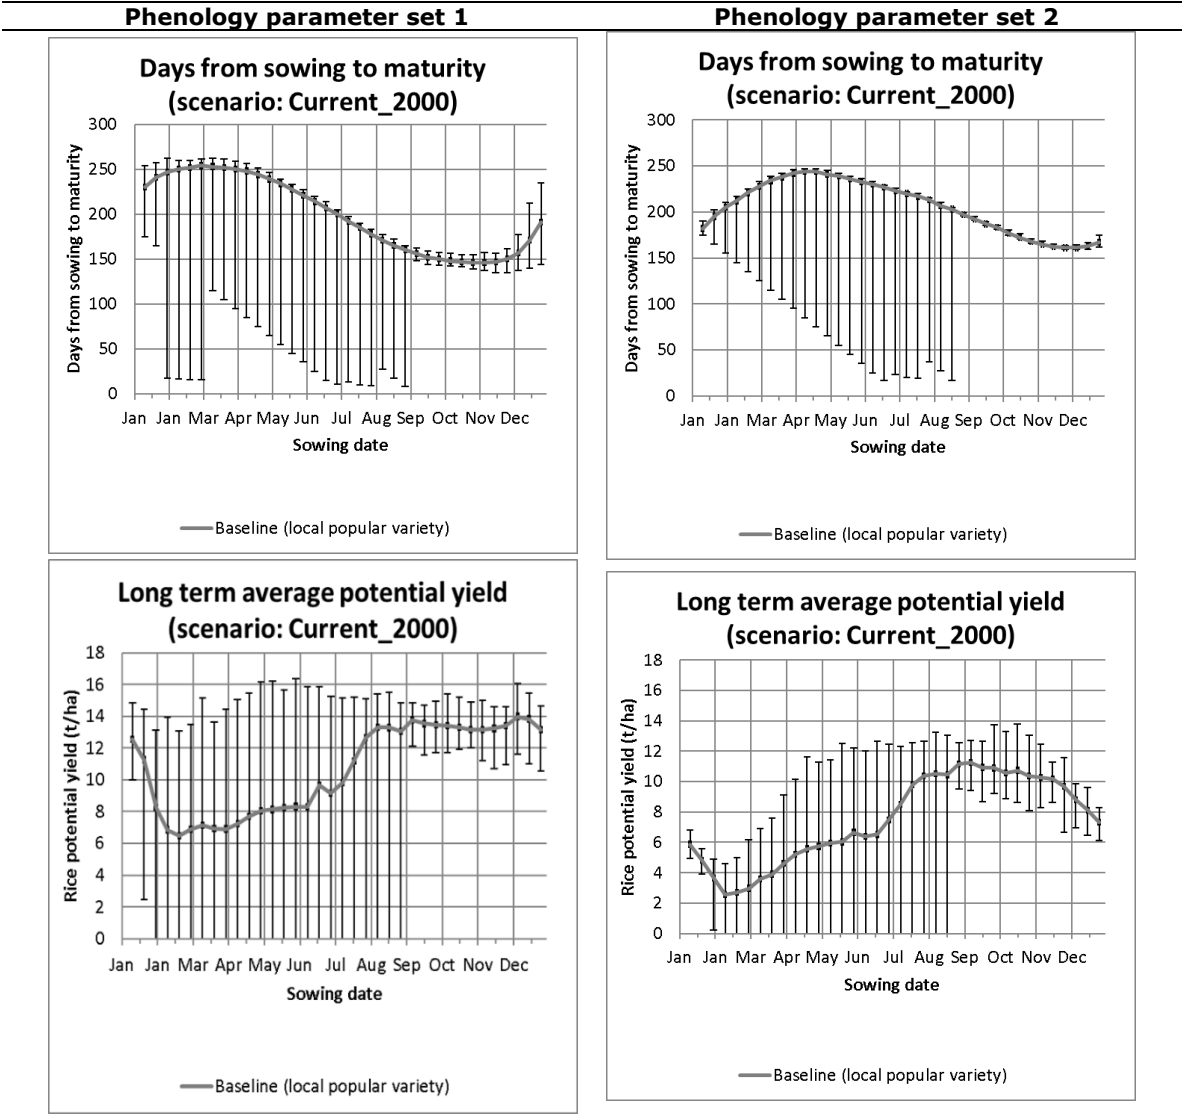 Phenology parameter set 1
Phenology parameter set 2
Days from sowing to maturity
(scenario: Current_2000)
Days from sowing to maturity
300
250
200
150
100
50
0
Jan Jan Mar Apr May Jun Jul Aug Sep Oct Nov Dec
Sowing date
Baseline (local popular variety)
Days from sowing to maturity
(scenario: Current_2000)
Days from sowing to maturity
300
250
200
150
100
50
0
Jan Jan Mar Apr May Jun Jul Aug Sep Oct Nov Dec
Sowing date
Baseline (local popular variety)
Long term average potential yield
(scenario: Current_2000)
Rice potential yield (t/ha)
18
16
14
12
10
8
6
4
2
0
Jan Jan Mar Apr May Jun Jul Aug Sep Oct Nov Dec
Sowing date
Baseline (local popular variety)
Long term average potential yield
(scenario: Current_2000)
Rice potential yield (t/ha)
18
16
14
12
10
8
6
4
2
0
Jan Jan Mar Apr May Jun Jul Aug Sep Oct Nov Dec
Sowing date
Baseline (local popular variety)